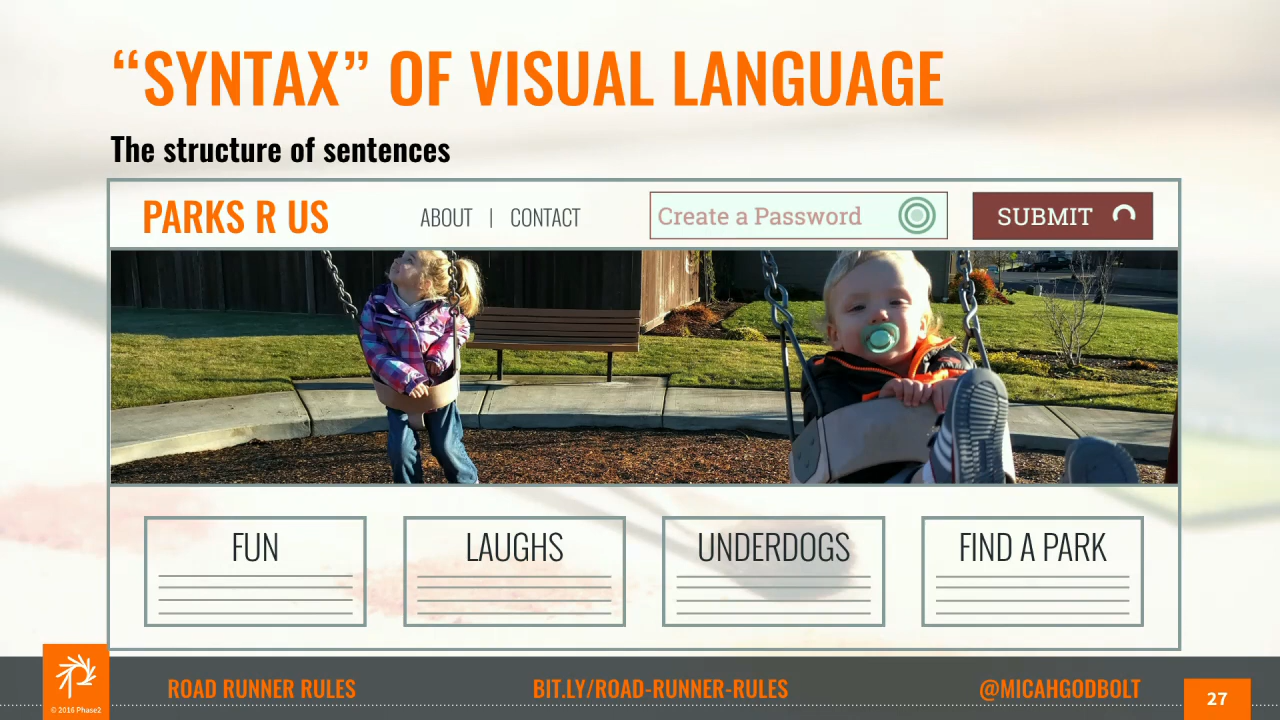 “SYNTAX” OF VISUAL LANGUAGE
The structure of sentences
PARKS R US
ABOUT | CONTACT
Create a Password
SUBMIT
FUN
LAUGHS
UNDERDOGS
FIND A PARK
ROAD RUNNER RULES
BIT.LY/ROAD-RUNNER-RULES
@MICAHGODBOLT
© 2016 Phase2
27